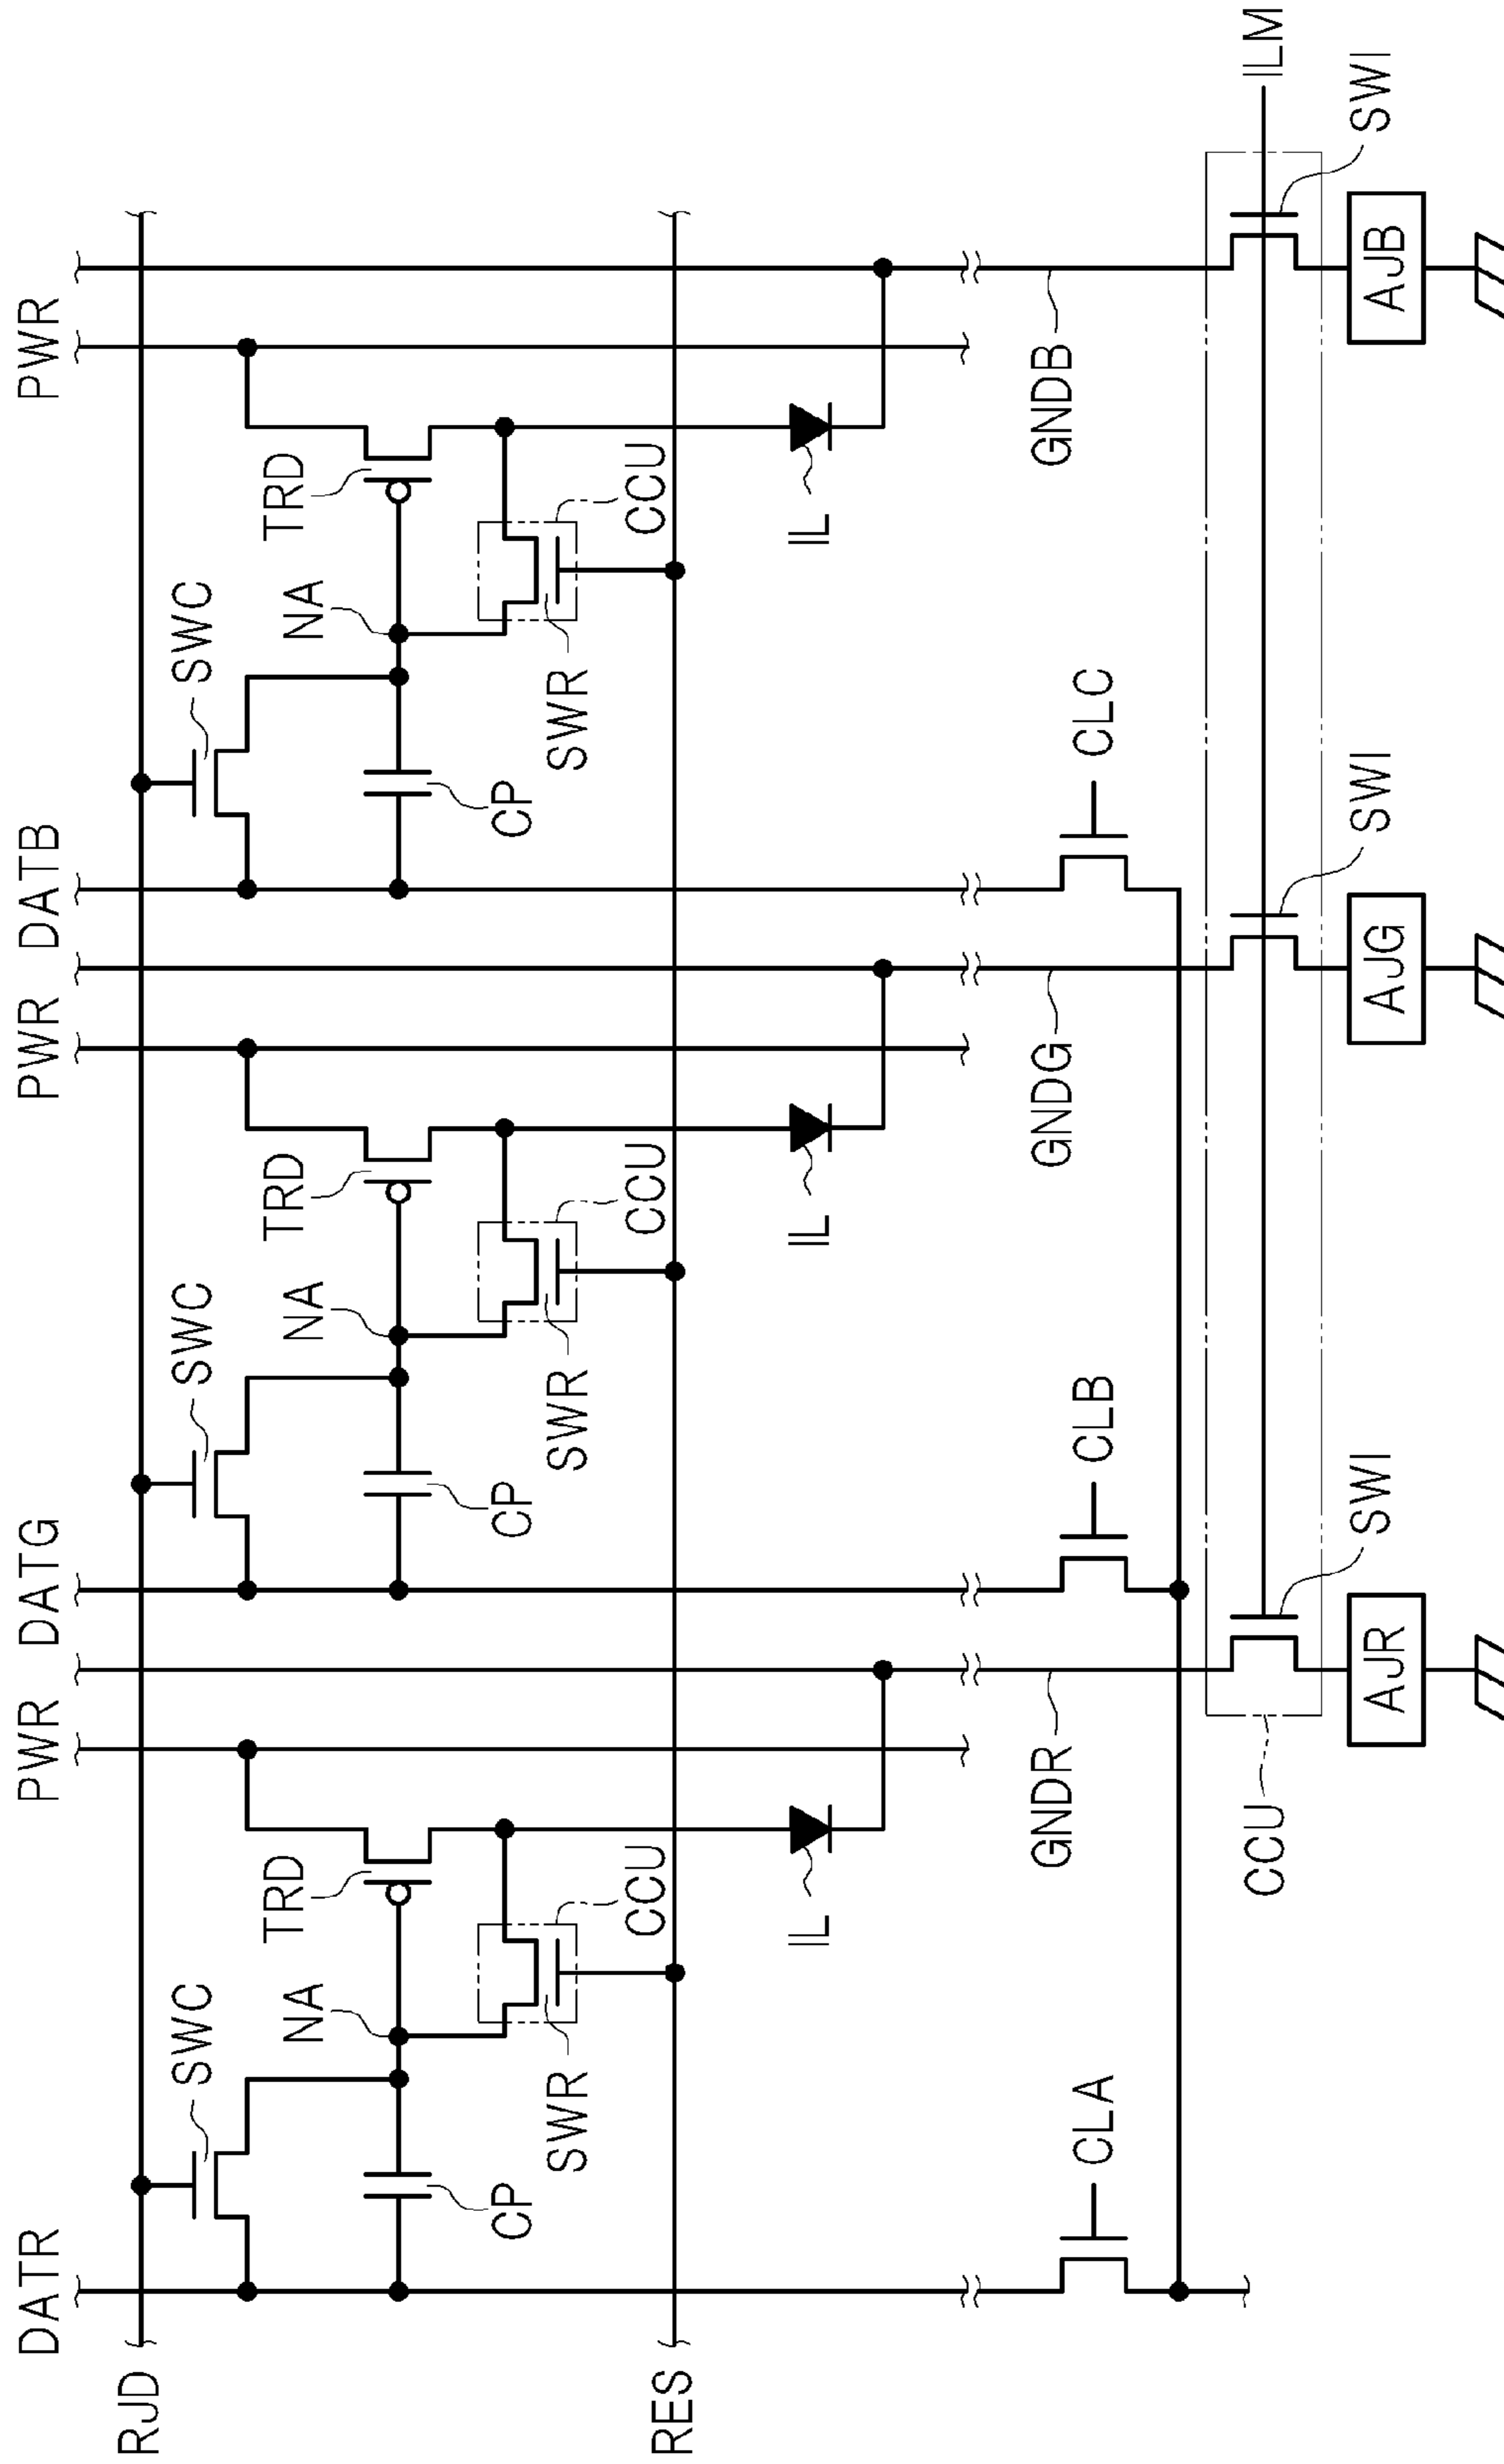 DATR
PWR
DATG
PWR
DATB
PWR
RJD
SWC
SWC
SWC
TRD
TRD
TRD
NA
NA
NA
CP
CP
CP
SWR
SWR
SWR
CCU
CCU
CCU
RES
IL
IL
IL
GNDR
GNDG
GNDB
CLA
CLB
CLC
CCU
ILM
SWI
SWI
SWI
AJR
AJG
AJB